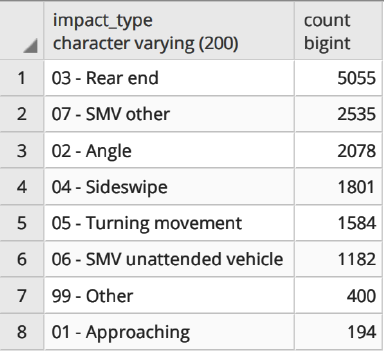 impact_type count
character varying (200) bigint
1 03 - Rear end 5055
2 07 - SMV other 2535
3 02 - Angle 2078
4 04 - Sideswipe 1801
5 05 - Turning movement 1584
6 06 - SMV unattended vehicle 1182
7 99 - Other 400
8 01 - Approaching 194